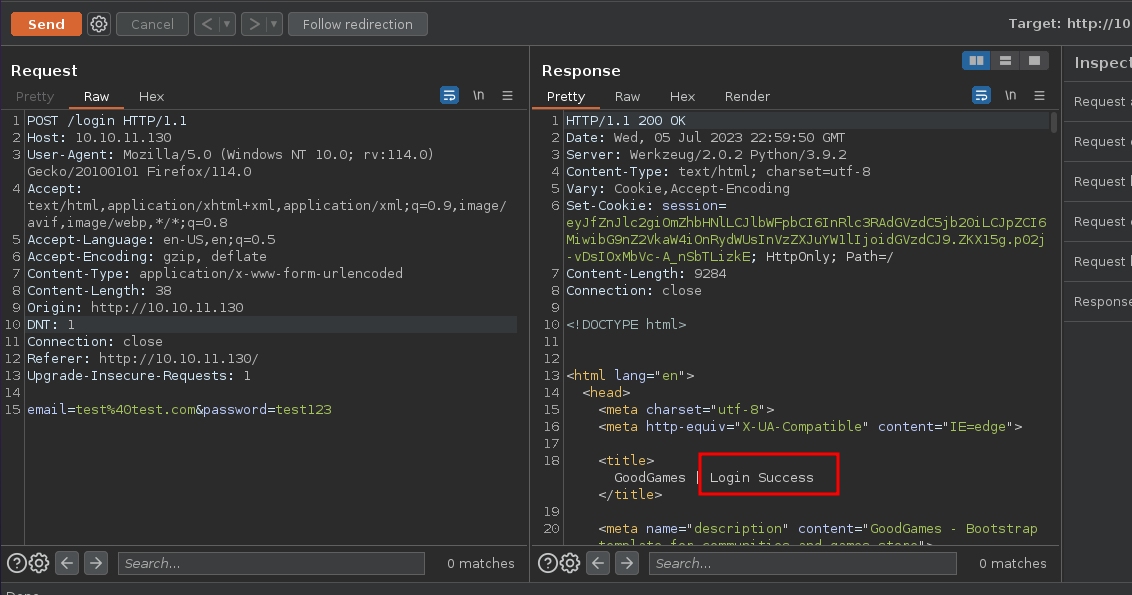 Send Cancel < > Follow redirection Target: http://10
Request
Pretty Raw Hex \n
1 POST /login HTTP/1.1
2 Host: 10.10.11.130
3 User-Agent: Mozilla/5.0 (Windows NT 10.0; rv:114.0)
Gecko/20100101 Firefox/114.0
4 Accept:
text/html,application/xhtml+xml,application/xml;q=0.9,image/
avif,image/webp,*/*;q=0.8
5 Accept-Language: en-US,en;q=0.5
6 Accept-Encoding: gzip, deflate
7 Content-Type: application/x-www-form-urlencoded
8 Content-Length: 38
9 Origin: http://10.10.11.130
10 DNT: 1
11 Connection: close
12 Referer: http://10.10.11.130/
13 Upgrade-Insecure-Requests: 1
14
15 email=test%40test.com&password=test123
Search... 0 matches
Response
Pretty Raw Hex Render \n
1 HTTP/1.1 200 OK
2 Date: Wed, 05 Jul 2023 22:59:50 GMT
3 Server: Werkzeug/2.0.2 Python/3.9.2
4 Content-Type: text/html; charset=utf-8
5 Vary: Cookie,Accept-Encoding
6 Set-Cookie: session=
eyJfZnJlc2giOmZhbHNlLCJlbWFpbCI6InRlc3RAdGVzdC5jb20iLCJpZCI6
MiwibG9nZ2VkaW4iOnRydWUsInVzZXJuYW1lIjoidGVzdCJ9.ZKX15g.p02j
-vDsIOxMbVc-A_nSbTLizkE; HttpOnly; Path=/
7 Content-Length: 9284
8 Connection: close
9
10 <!DOCTYPE html>
11
12
13 <html lang="en">
14 <head>
15 <meta charset="utf-8">
16 <meta http-equiv="X-UA-Compatible" content="IE=edge">
17
18 <title>
GoodGames | Login Success
</title>
19
20 <meta name="description" content="GoodGames - Bootstrap
template for communities and games store">
Search... 0 matches
Inspect
Request a
Request
Request
Request
Request
Response